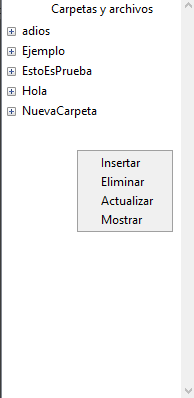 Carpetas y archivos
adios
Ejemplo
EstoEsPrueba
Hola
NuevaCarpeta
Insertar
Eliminar
Actualizar
Mostrar